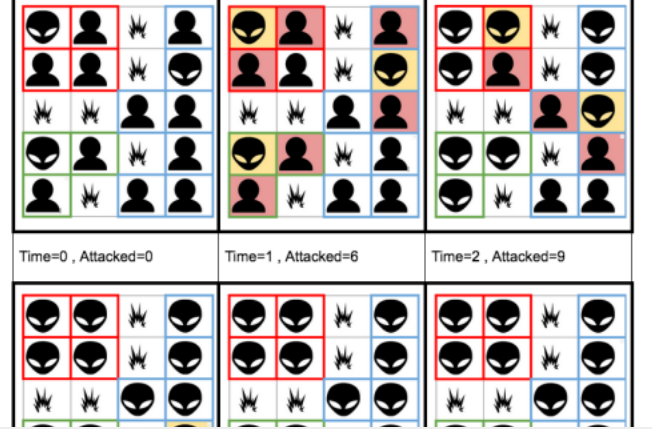 Time=0 , Attacked=0
Time=1 , Attacked=6
Time=2 , Attacked=9